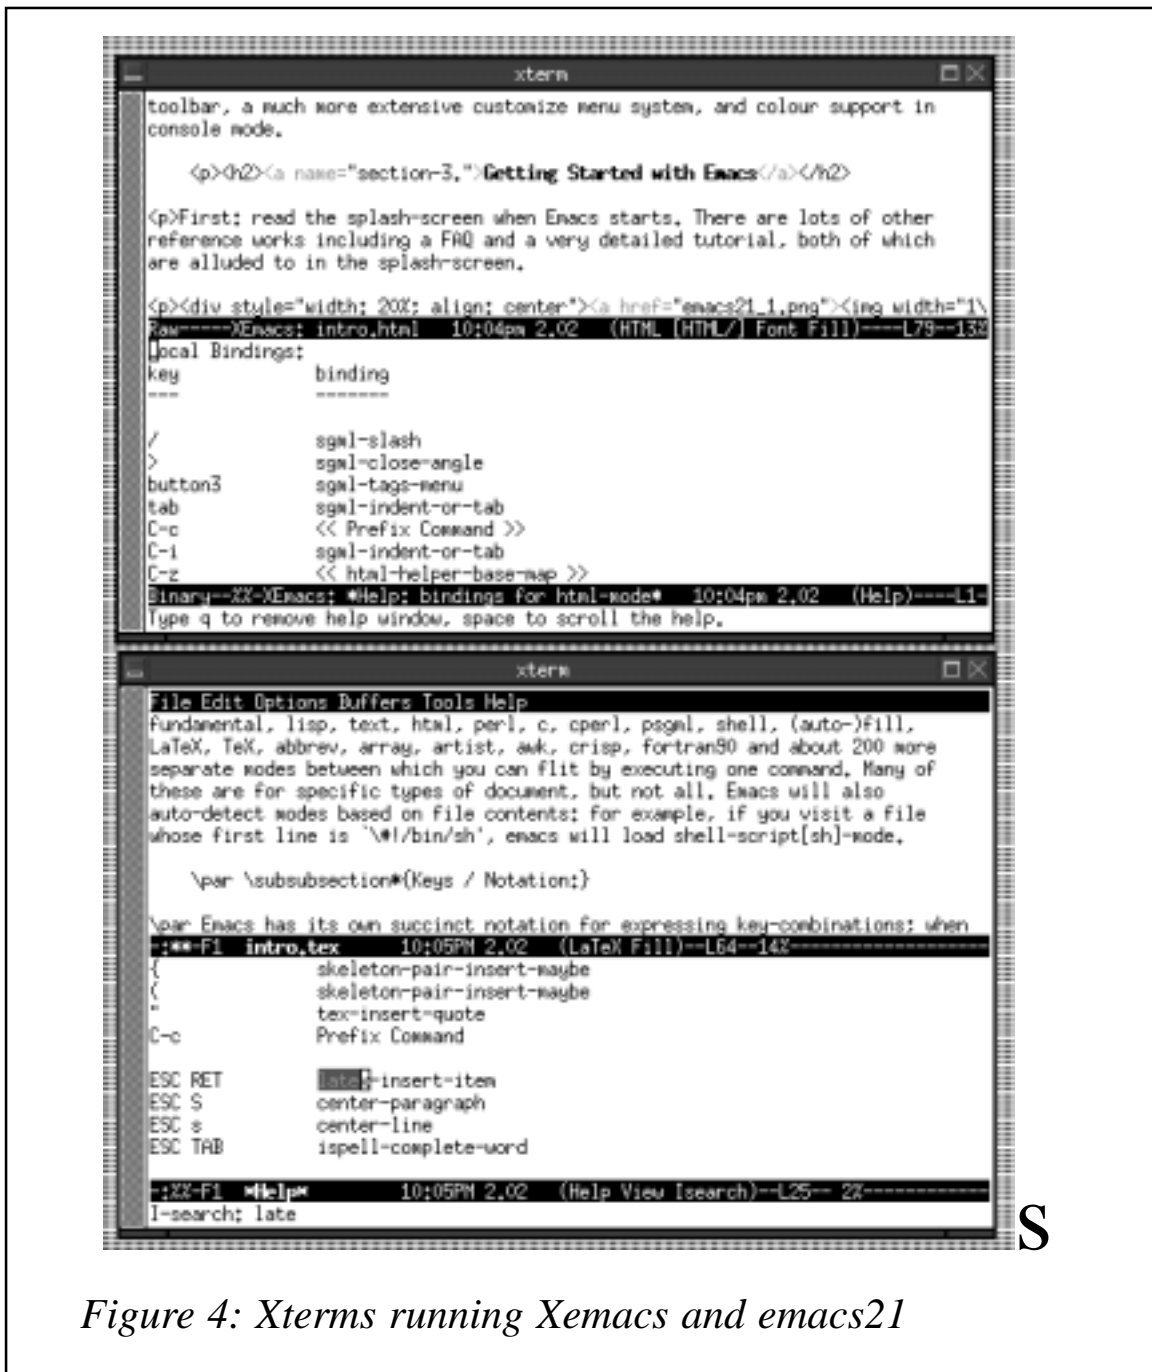 xterm
toolbar, a much more extensive customize menu system, and colour support in
console mode.
<p><h2><a name="section-3.">Getting Started with Emacs</a></h2>
<p>First: read the splash-screen when Emacs starts. There are lots of other
reference works including a FAQ and a very detailed tutorial, both of which
are alluded to in the splash-screen.
<p><div style="width: 20%; align: center"><a href="emacs21_1.png"><img width="1\
Raw-----XEmacs: intro.html 10:04pm 2.02 (HTML [HTML/] Font Fill)----L79--13%
Local Bindings:
key binding
--- -------
/ sgml-slash
> sgml-close-angle
button3 sgml-tags-menu
tab sgml-indent-or-tab
C-c << Prefix Command >>
C-i sgml-indent-or-tab
C-z << html-helper-base-map >>
Binary--%%-XEmacs: *Help: bindings for html-mode* 10:04pm 2.02 (Help)----L1-
Type q to remove help window, space to scroll the help.
xterm
File Edit Options Buffers Tools Help
fundamental, lisp, text, html, perl, c, cperl, psgml, shell, (auto-)fill,
LaTeX, TeX, abbrev, array, artist, awk, crisp, fortran90 and about 200 more
separate modes between which you can flit by executing one command. Many of
these are for specific types of document, but not all. Emacs will also
auto-detect modes based on file contents: for example, if you visit a file
whose first line is `\#!/bin/sh', emacs will load shell-script[sh]-mode.
\par \subsubsection*{Keys / Notation:}
\par Emacs has its own succinct notation for expressing key-combinations: when
-:**-F1 intro.tex 10:05PM 2.02 (LaTeX Fill)--L64--14%-------------------
{ skeleton-pair-insert-maybe
( skeleton-pair-insert-maybe
" tex-insert-quote
C-c Prefix Command
ESC RET latex-insert-item
ESC S center-paragraph
ESC s center-line
ESC TAB ispell-complete-word
-:%%-F1 *Help* 10:05PM 2.02 (Help View Isearch)--L25-- 2%------------
I-search: late
s
Figure 4: Xterms running Xemacs and emacs21